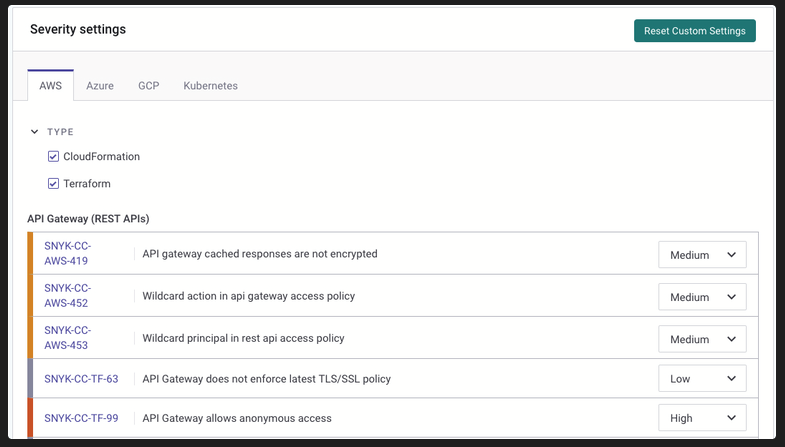 Severity settings
Reset Custom Settings
AWS
Azure
GCP
Kubernetes
TYPE
CloudFormation
Terraform
API Gateway (REST APIs)
SNYK-CC-
AWS-419
API gateway cached responses are not encrypted
Medium
SNYK-CC-
AWS-452
Wildcard action in api gateway access policy
Medium
SNYK-CC-
AWS-453
Wildcard principal in rest api access policy
Medium
SNYK-CC-TF-63
API Gateway does not enforce latest TLS/SSL policy
Low
SNYK-CC-TF-99
API Gateway allows anonymous access
High